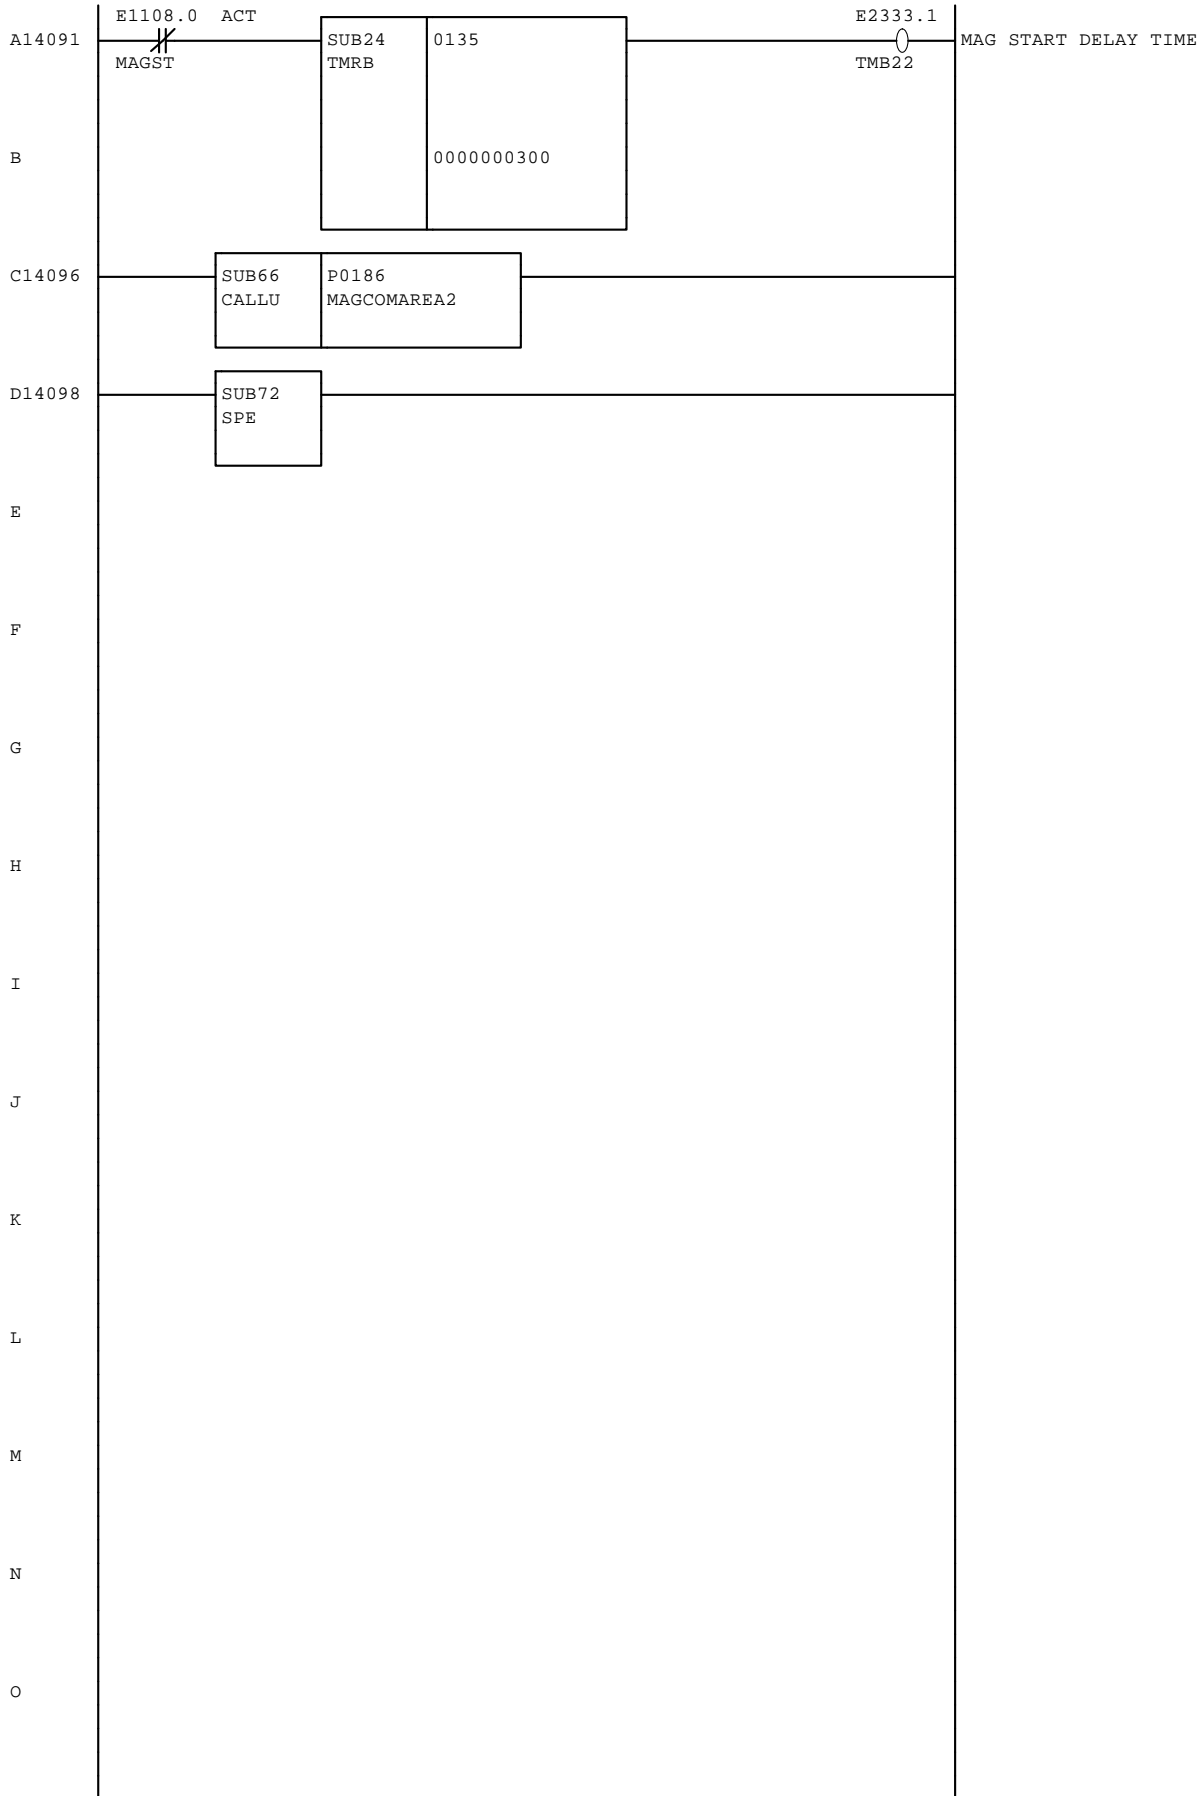 E1108.0 ACT E2333.1
A14091 SUB24 0135 MAG START DELAY TIME
MAGST TMRB TMB22
B 0000000300
C14096 SUB66 P0186
CALLU MAGCOMAREA2
D14098 SUB72
SPE
E
F
G
H
I
J
K
L
M
N
O